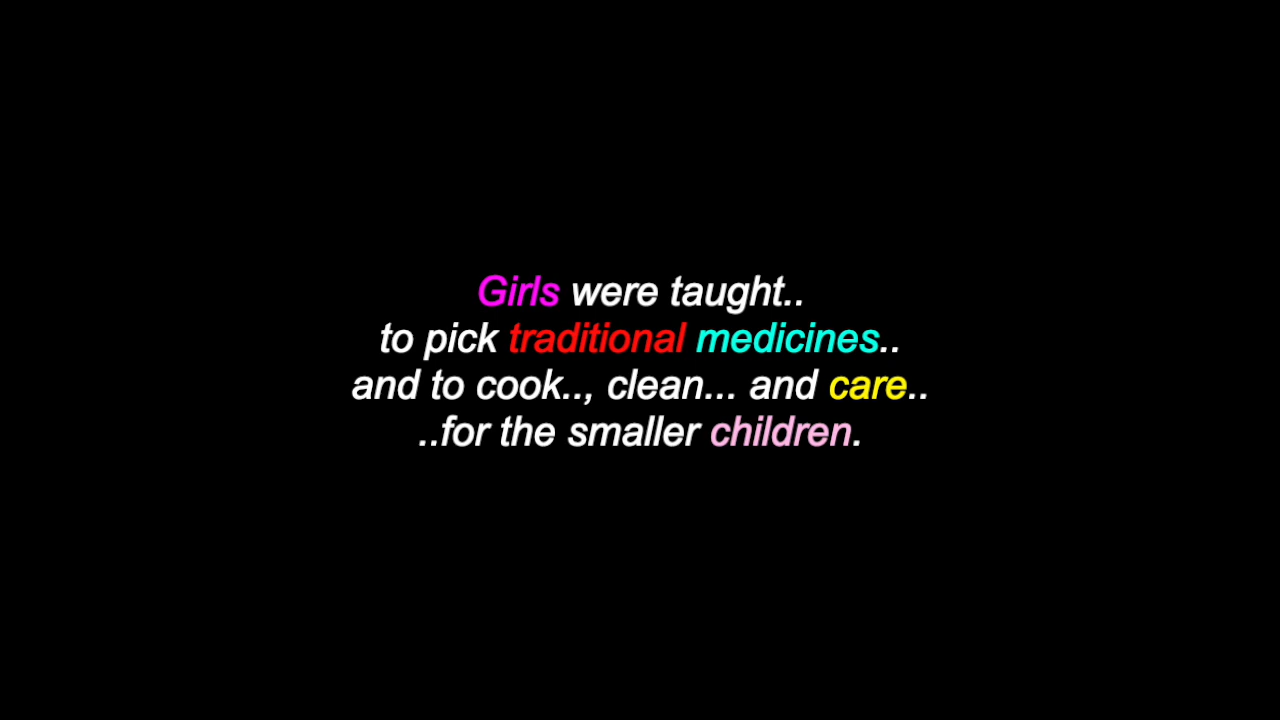 Girls were taught..
to pick traditional medicines..
and to cook.., clean... and care..
..for the smaller children.